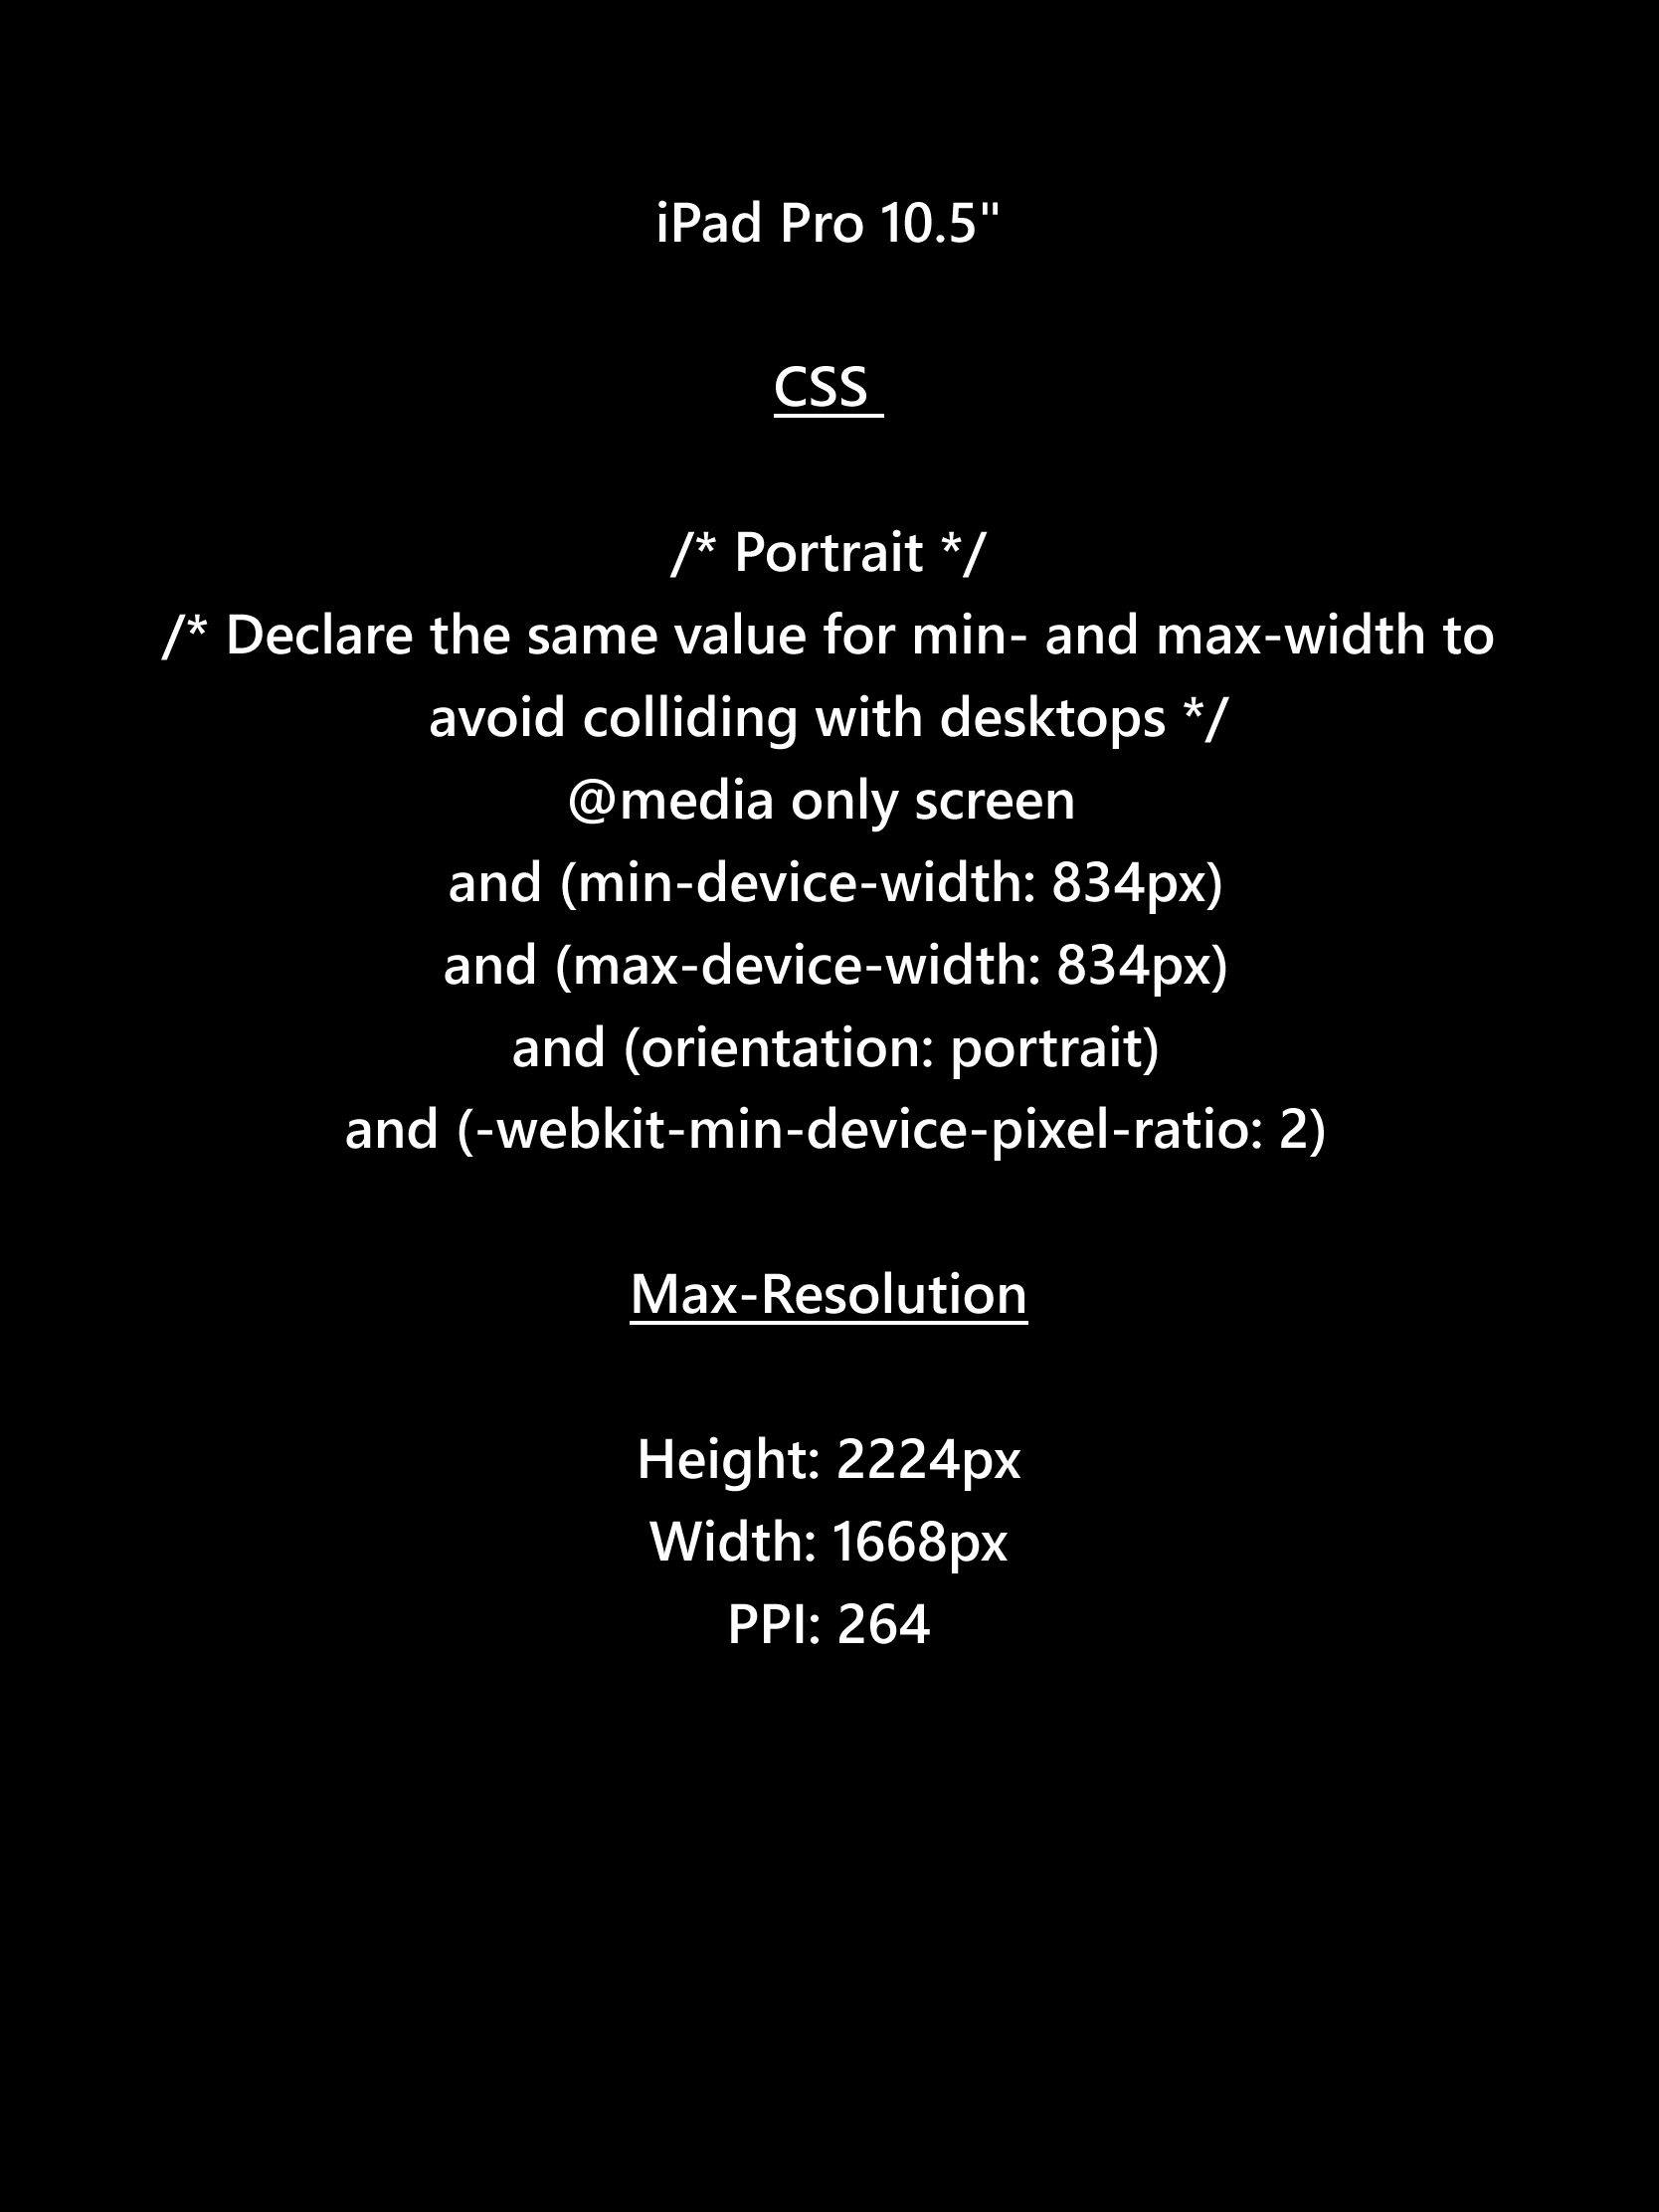 iPad Pro 10.5"
CSS
/* Portrait */
/* Declare the same value for min- and max-width to
avoid colliding with desktops */
@media only screen
and (min-device-width: 834px)
and (max-device-width: 834px)
and (orientation: portrait)
and (-webkit-min-device-pixel-ratio: 2)
Max-Resolution
Height: 2224px
Width: 1668px
PPI: 264